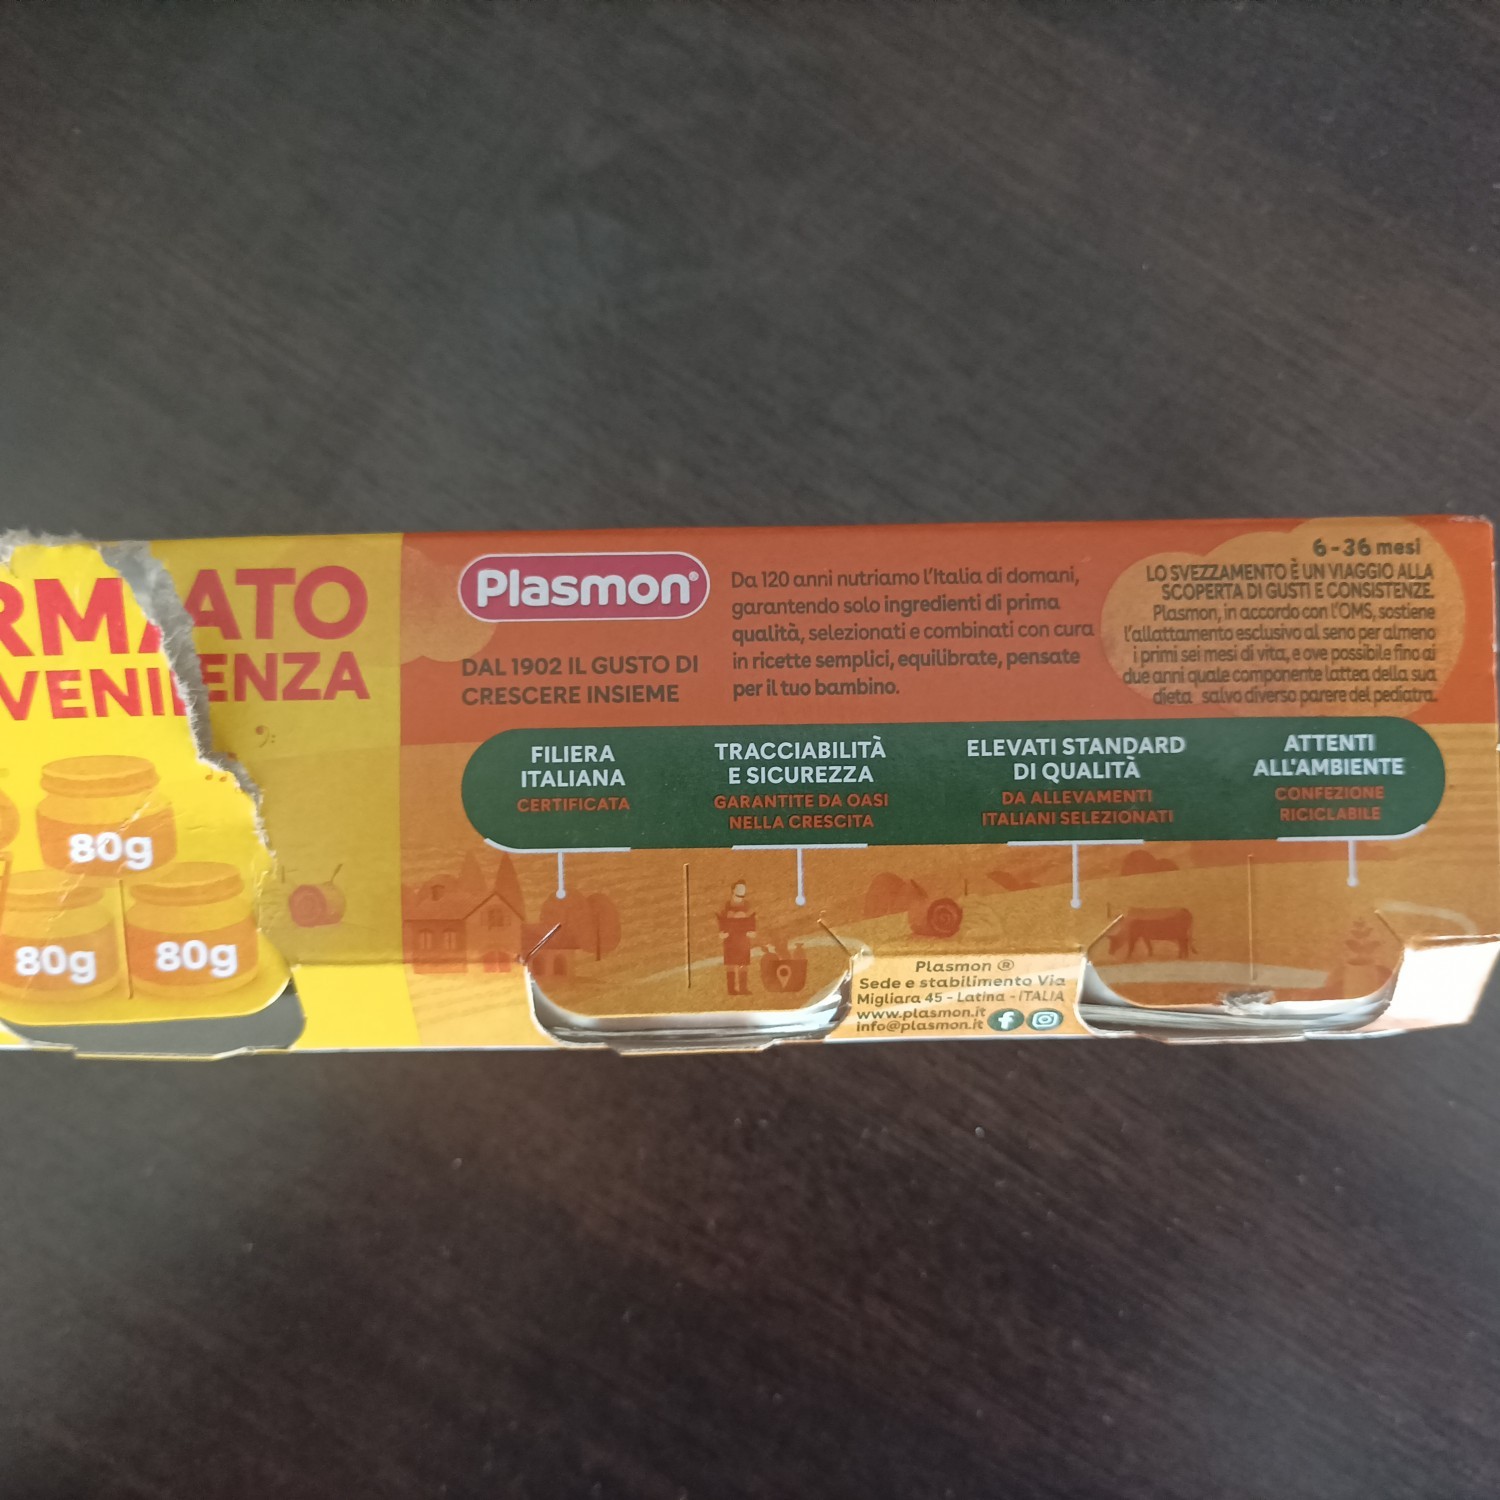 RMATO
VENIENZA
80g
80g
80g
Plasmon®
DAL 1902 IL GUSTO DI
CRESCERE INSIEME
Da 120 anni nutriamo l'Italia di domani,
garantendo solo ingredienti di prima
qualità, selezionati e combinati con cura
in ricette semplici, equilibrate, pensate
per il tuo bambino.
6-36 mesi
LO SVEZZAMENTO È UN VIAGGIO ALLA
SCOPERTA DI GUSTI E CONSISTENZE.
Plasmon, in accordo con l'OMS, sostiene
l'allattamento esclusivo al seno per almeno
i primi sei mesi di vita, e ove possibile fino ai
due anni quale componente lattea della sua
dieta salvo diverso parere del pediatra.
FILIERA
ITALIANA
CERTIFICATA
TRACCIABILITÀ
E SICUREZZA
GARANTITE DA OASI
NELLA CRESCITA
ELEVATI STANDARD
DI QUALITÀ
DA ALLEVAMENTI
ITALIANI SELEZIONATI
ATTENTI
ALL'AMBIENTE
CONFEZIONE
RICICLABILE
Plasmon ®
Sede e stabilimento Via
Migliara 45 - Latina - ITALIA
www.plasmon.it
info@plasmon.it